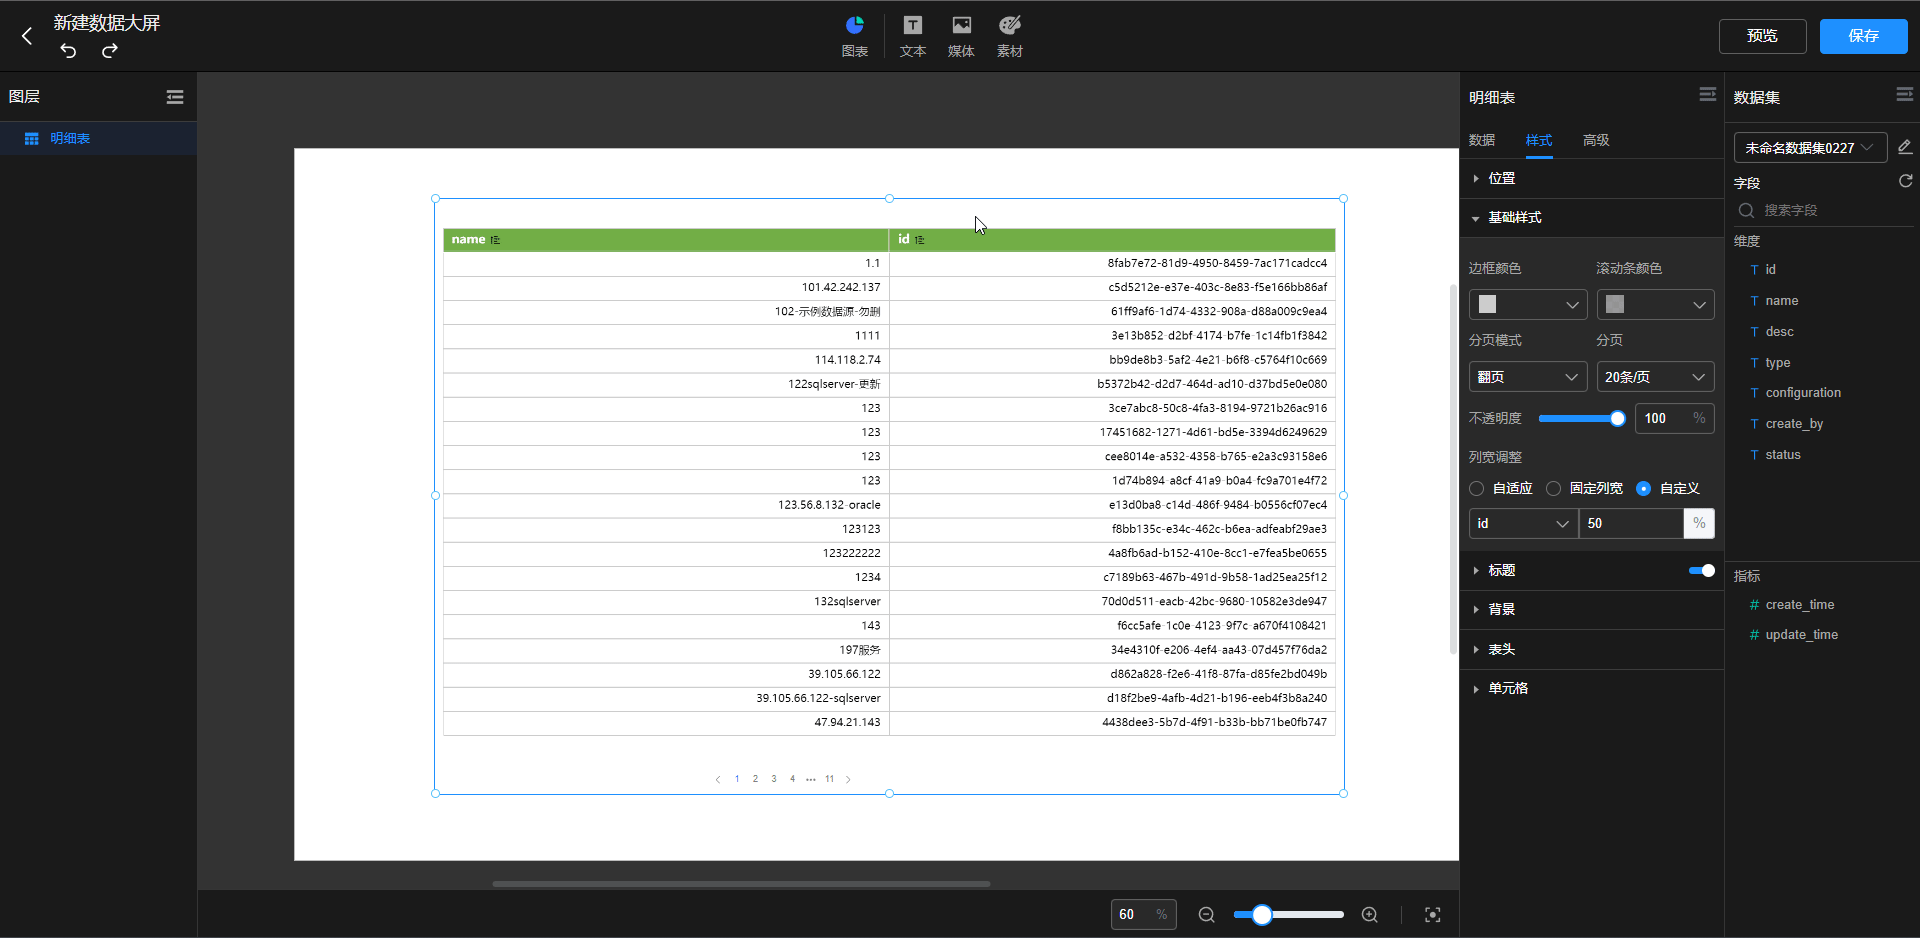 新建数据大屏
图表
文本
媒体
素材
预览
保存
图层
明细表
name id
1.1 8fab7e72-81d9-4950-8459-7ac171cadcc4
101.42.242.137 c5d5212e-e37e-403c-8e83-f5e166bb86af
102-示例数据源-勿删 61ff9af6-1d74-4332-908a-d88a009c9ea4
1111 3e13b852-d2bf-4174-b7fe-1c14fb1f3842
114.118.2.74 bb9de8b3-5af2-4e21-b6f8-c5764f10c669
122sqlserver-更新 b5372b42-d2d7-464d-ad10-d37bd5e0e080
123 3ce7abc8-50c8-4fa3-8194-9721b26ac916
123 17451682-1271-4d61-bd5e-3394d6249629
123 cee8014e-a532-4358-b765-e2a3c93158e6
123 1d74b894-a8cf-41a9-b0a4-fc9a701e4f72
123.56.8.132-oracle e13d0ba8-c14d-486f-9484-b0556cf07ec4
123123 f8bb135c-e34c-462c-b6ea-adfeabf29ae3
123222222 4a8fb6ad-b152-410e-8cc1-e7fea5be0655
1234 c7189b63-467b-491d-9b58-1ad25ea25f12
132sqlserver 70d0d511-eacb-42bc-9680-10582e3de947
143 f6cc5afe-1c0e-4123-9f7c-a670f4108421
197服务 34e4310f-e206-4ef4-aa43-07d457f76da2
39.105.66.122 d862a828-f2e6-41f8-87fa-d85fe2bd049b
39.105.66.122-sqlserver d18f2be9-4afb-4d21-b196-eeb4f3b8a240
47.94.21.143 4438dee3-5b7d-4f91-b33b-bb71be0fb747
1 2 3 4 ••• 11
60 %
明细表
数据 样式 高级
位置
基础样式
边框颜色 滚动条颜色
分页模式 分页
翻页 20条/页
不透明度 100 %
列宽调整
自适应 固定列宽 自定义
id 50 %
标题
背景
表头
单元格
数据集
未命名数据集0227
字段
搜索字段
维度
T id
T name
T desc
T type
T configuration
T create_by
T status
指标
# create_time
# update_time